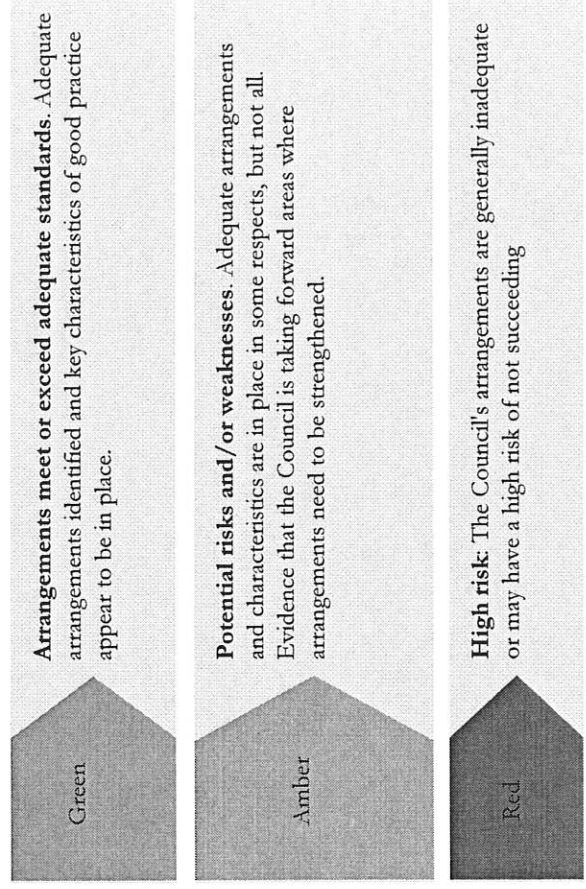 Green
Arrangements meet or exceed adequate standards. Adequate
arrangements identified and key characteristics of good practice
appear to be in place.
Amber
Potential risks and/or weaknesses. Adequate arrangements
and characteristics are in place in some respects, but not all.
Evidence that the Council is taking forward areas where
arrangements need to be strengthened.
Red
High risk: The Council's arrangements are generally inadequate
or may have a high risk of not succeeding